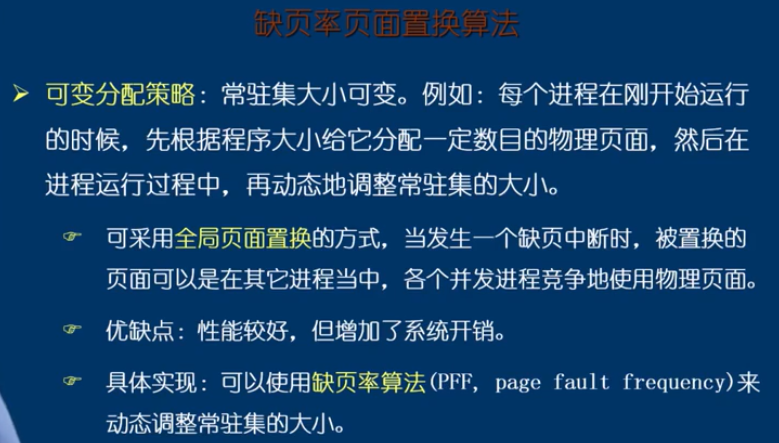 缺页率页面置换算法
可变分配策略：常驻集大小可变。例如：每个进程在刚开始运行
的时候，先根据程序大小给它分配一定数目的物理页面，然后在
进程运行过程中，再动态地调整常驻集的大小。
可采用全局页面置换的方式，当发生一个缺页中断时，被置换的
页面可以是在其它进程当中，各个并发进程竞争地使用物理页面。
优缺点：性能较好，但增加了系统开销。
具体实现：可以使用缺页率算法(PFF, page fault frequency)来
动态调整常驻集的大小。